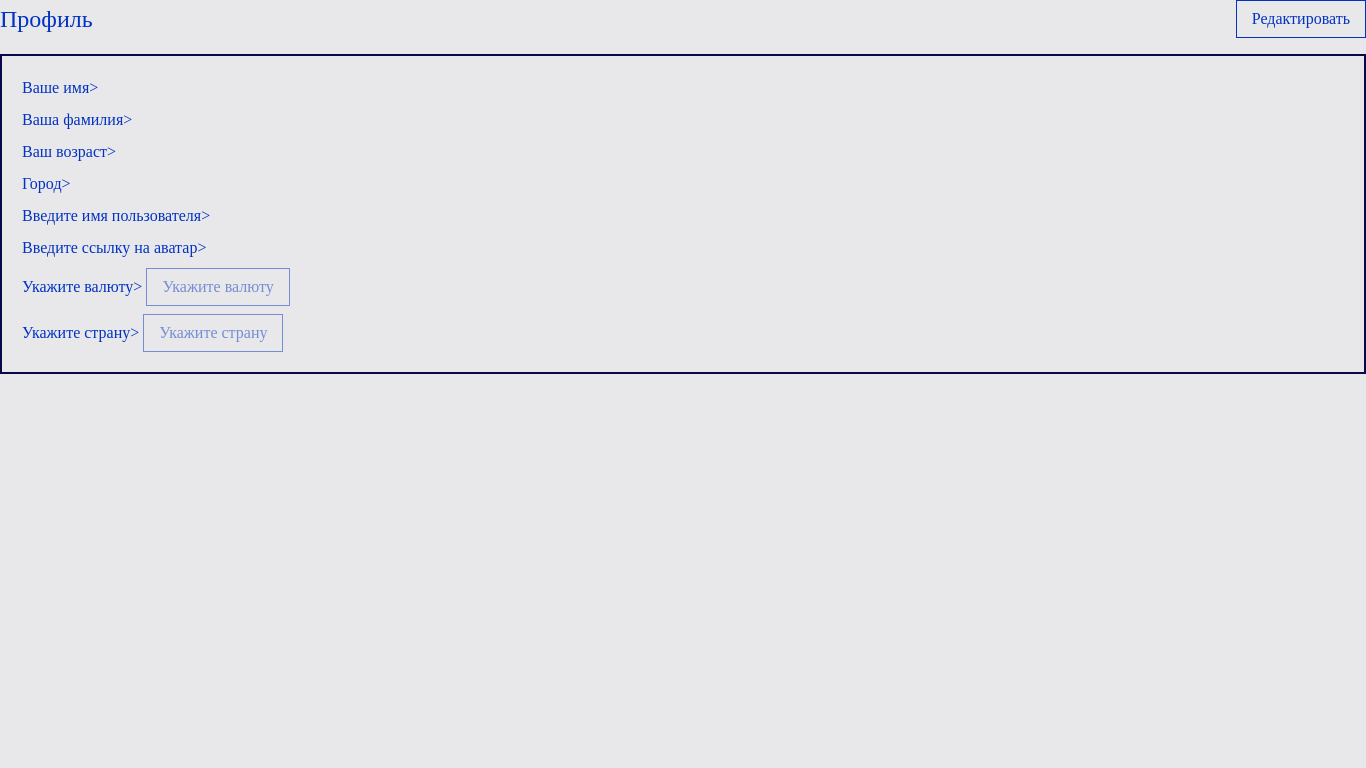 Профиль
Редактировать
Ваше имя>
Ваша фамилия>
Ваш возраст>
Город>
Введите имя пользователя>
Введите ссылку на аватар>
Укажите валюту> Укажите валюту
Укажите страну> Укажите страну